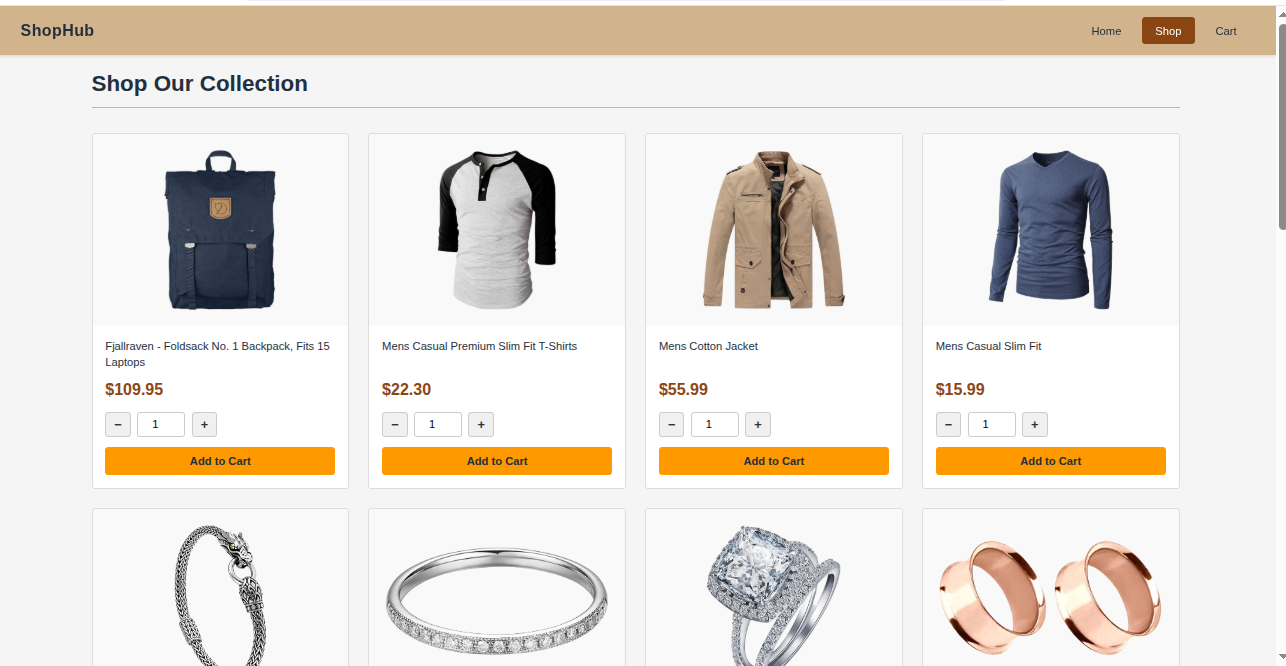 ShopHub
Home
Shop
Cart
Shop Our Collection
Fjallraven - Foldsack No. 1 Backpack, Fits 15
Laptops
$109.95
− 1 +
Add to Cart
Mens Casual Premium Slim Fit T-Shirts
$22.30
− 1 +
Add to Cart
Mens Cotton Jacket
$55.99
− 1 +
Add to Cart
Mens Casual Slim Fit
$15.99
− 1 +
Add to Cart